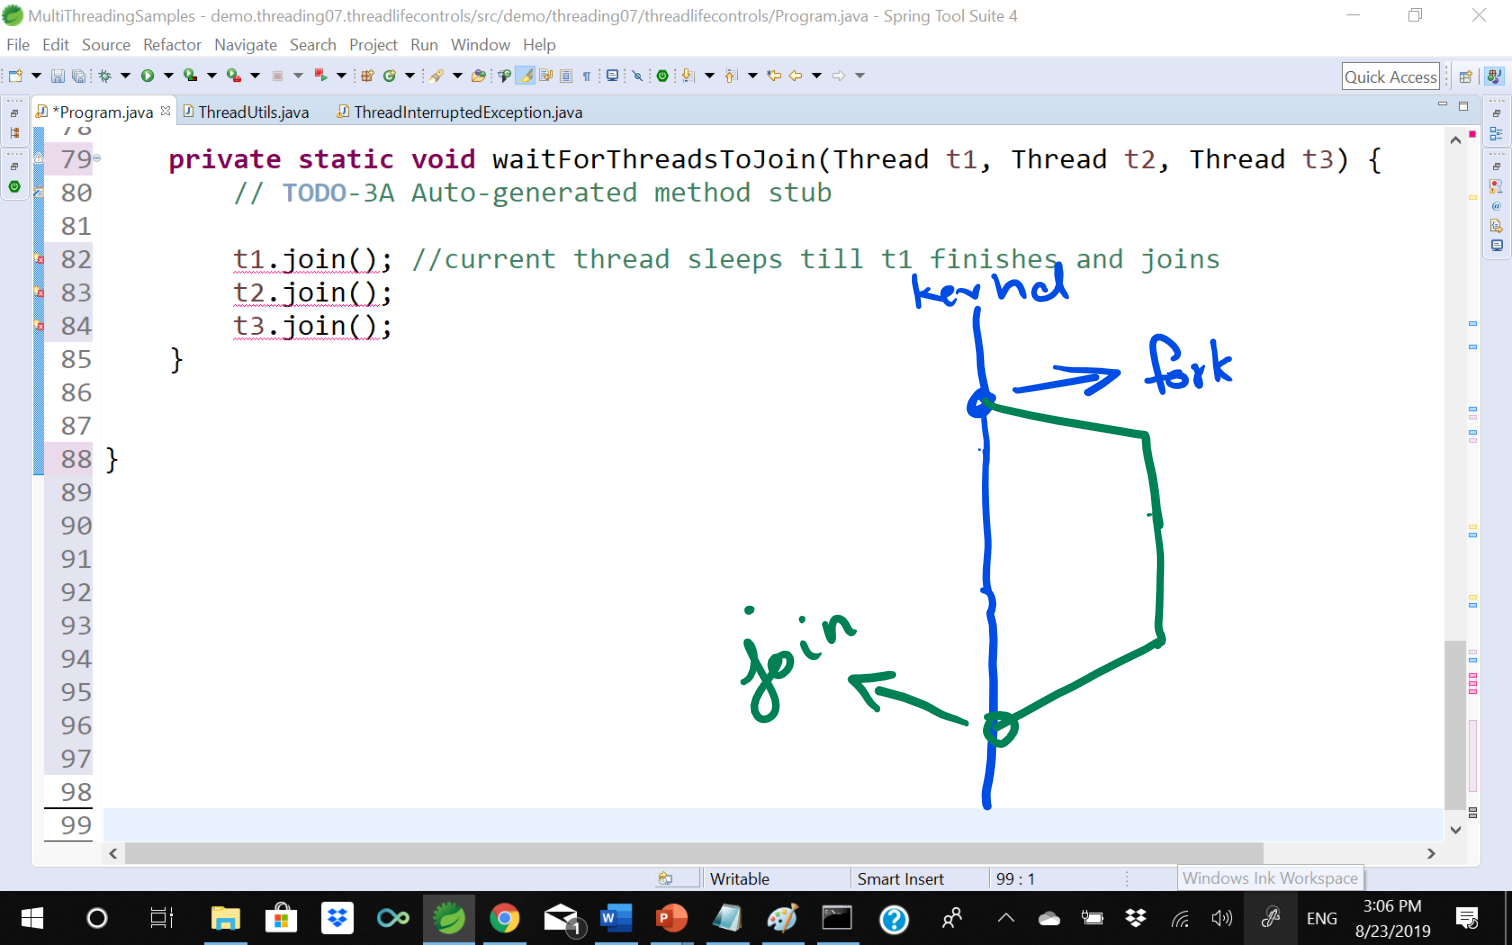 MultiThreadingSamples - demo.threading07.threadlifecontrols/src/demo/threading07/threadlifecontrols/Program.java - Spring Tool Suite 4
File Edit Source Refactor Navigate Search Project Run Window Help
Quick Access
*Program.java ThreadUtils.java ThreadInterruptedException.java
78
79 private static void waitForThreadsToJoin(Thread t1, Thread t2, Thread t3) {
80 // TODO-3A Auto-generated method stub
81
82 t1.join(); //current thread sleeps till t1 finishes and joins
83 t2.join();
84 t3.join();
85 }
86
87
88 }
89
90
91
92
93
94
95
96
97
98
99
kernel
fork
join
Writable Smart Insert 99 : 1
Windows Ink Workspace
1
ENG
3:06 PM
8/23/2019